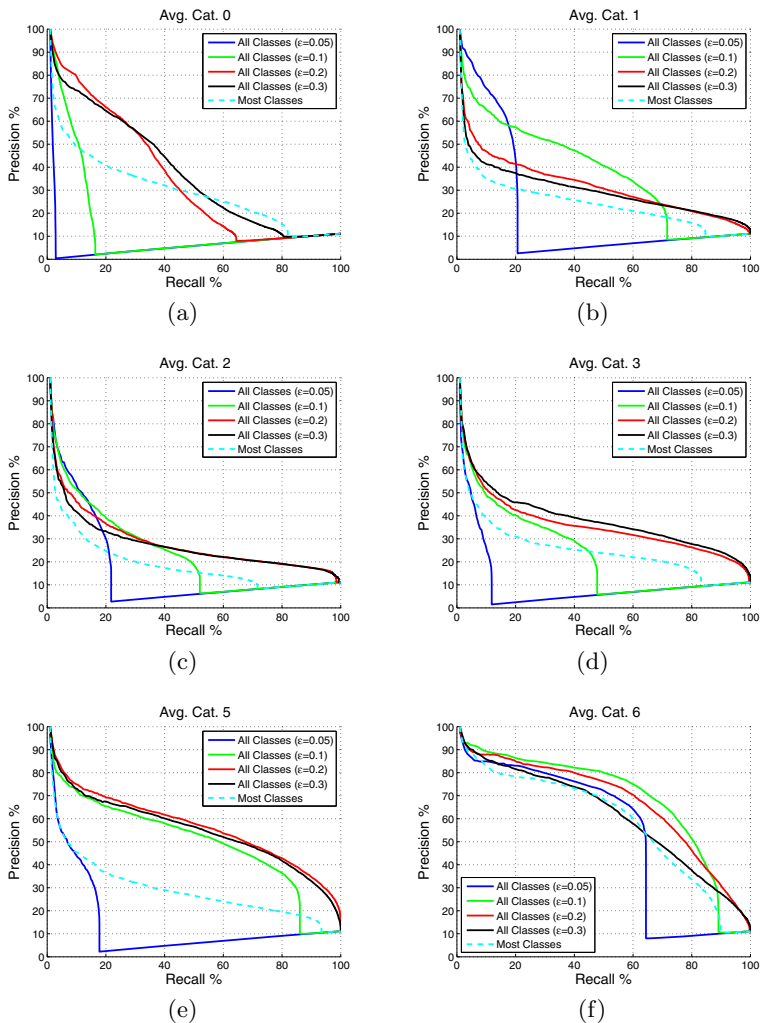 Avg. Cat. 0
100
90
80
70
60
50
40
30
20
10
0
Precision %
All Classes (ε=0.05)
All Classes (ε=0.1)
All Classes (ε=0.2)
All Classes (ε=0.3)
Most Classes
0 20 40 60 80 100
Recall %
(a)
Avg. Cat. 1
100
90
80
70
60
50
40
30
20
10
0
Precision %
All Classes (ε=0.05)
All Classes (ε=0.1)
All Classes (ε=0.2)
All Classes (ε=0.3)
Most Classes
0 20 40 60 80 100
Recall %
(b)
Avg. Cat. 2
100
90
80
70
60
50
40
30
20
10
0
Precision %
All Classes (ε=0.05)
All Classes (ε=0.1)
All Classes (ε=0.2)
All Classes (ε=0.3)
Most Classes
0 20 40 60 80 100
Recall %
(c)
Avg. Cat. 3
100
90
80
70
60
50
40
30
20
10
0
Precision %
All Classes (ε=0.05)
All Classes (ε=0.1)
All Classes (ε=0.2)
All Classes (ε=0.3)
Most Classes
0 20 40 60 80 100
Recall %
(d)
Avg. Cat. 5
100
90
80
70
60
50
40
30
20
10
0
Precision %
All Classes (ε=0.05)
All Classes (ε=0.1)
All Classes (ε=0.2)
All Classes (ε=0.3)
Most Classes
0 20 40 60 80 100
Recall %
(e)
Avg. Cat. 6
100
90
80
70
60
50
40
30
20
10
0
Precision %
All Classes (ε=0.05)
All Classes (ε=0.1)
All Classes (ε=0.2)
All Classes (ε=0.3)
Most Classes
0 20 40 60 80 100
Recall %
(f)